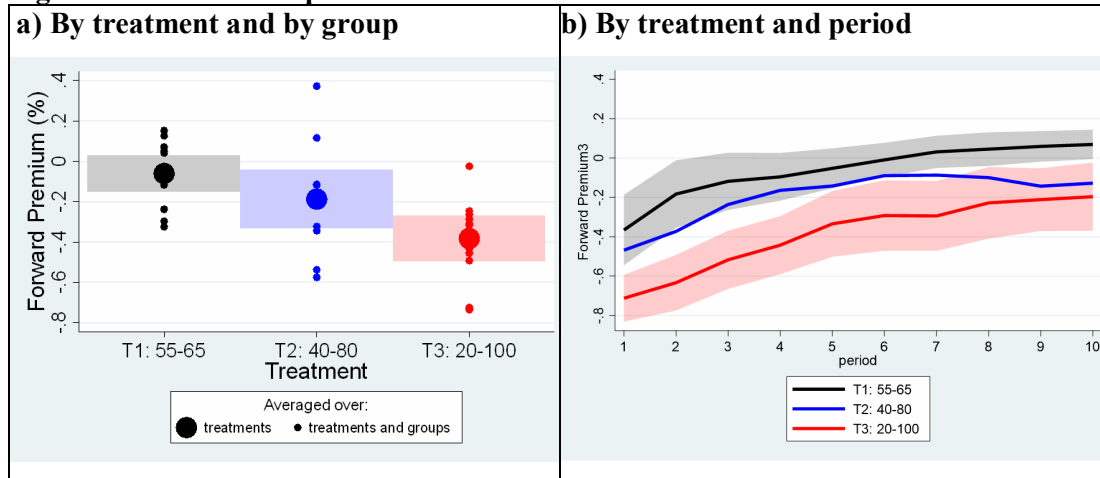 a) By treatment and by group
Forward Premium (%)
.4
.2
0
-.2
-.4
-.6
-.8
T1: 55-65 T2: 40-80 T3: 20-100
Treatment
Averaged over:
treatments treatments and groups
b) By treatment and period
Forward Premium3
.4
.2
0
-.2
-.4
-.6
-.8
1 2 3 4 5 6 7 8 9 10
period
T1: 55-65
T2: 40-80
T3: 20-100